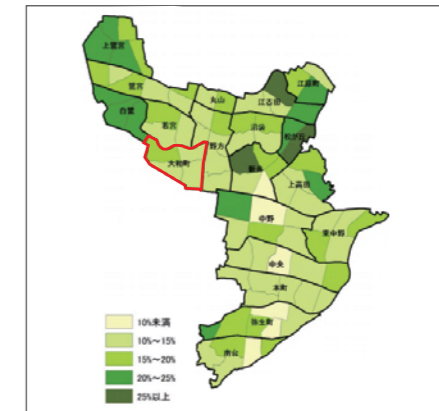 上鷺宮
鷺宮
白鷺
若宮
大和町
丸山
野方
江古田
江原町
沼袋
松が丘
新井
上高田
中野
東中野
中央
本町
弥生町
南台
10%未満
10%～15%
15%～20%
20%～25%
25%以上